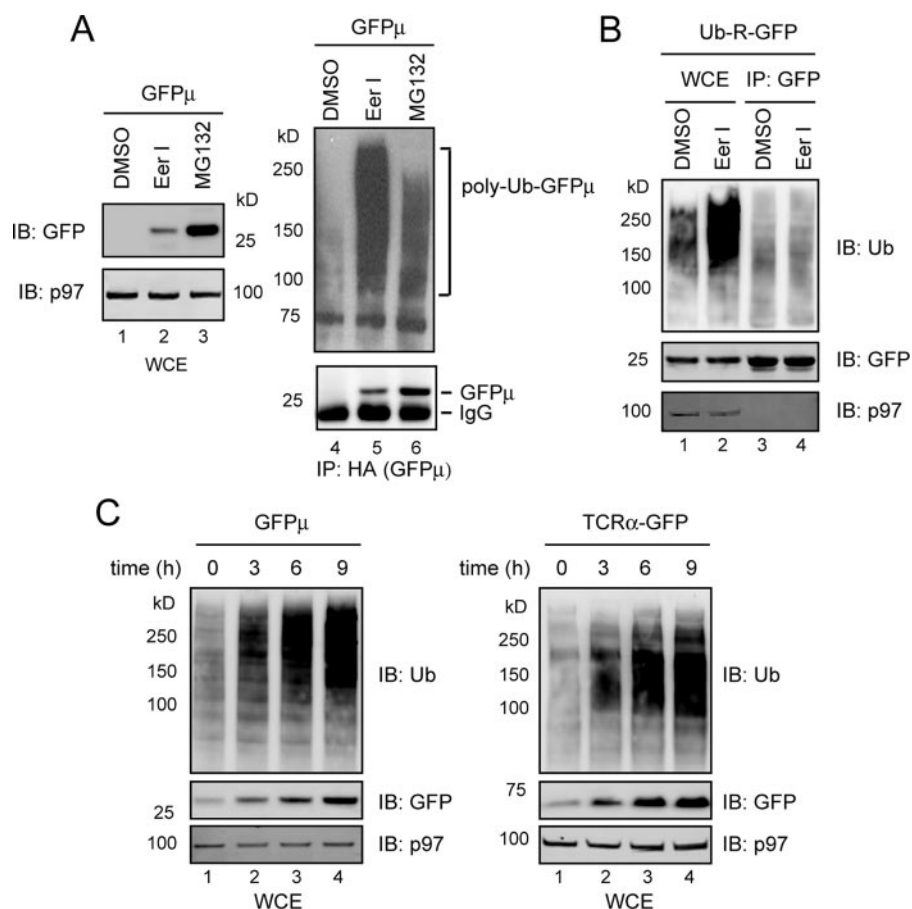 A
GFPμ
DMSO
Eer I
MG132
kD
IB: GFP
25
IB: p97
100
1 2 3
WCE
GFPμ
DMSO
Eer I
MG132
kD
250
150
100
75
poly-Ub-GFPμ
25
GFPμ
IgG
4 5 6
IP: HA (GFPμ)
B
Ub-R-GFP
WCE IP: GFP
DMSO
Eer I
DMSO
Eer I
kD
250
150
100
IB: Ub
25
IB: GFP
100
IB: p97
1 2 3 4
C
GFPμ
time (h) 0 3 6 9
kD
250
150
100
IB: Ub
25
IB: GFP
100
IB: p97
1 2 3 4
WCE
TCRα-GFP
time (h) 0 3 6 9
kD
250
150
100
IB: Ub
75
IB: GFP
100
IB: p97
1 2 3 4
WCE